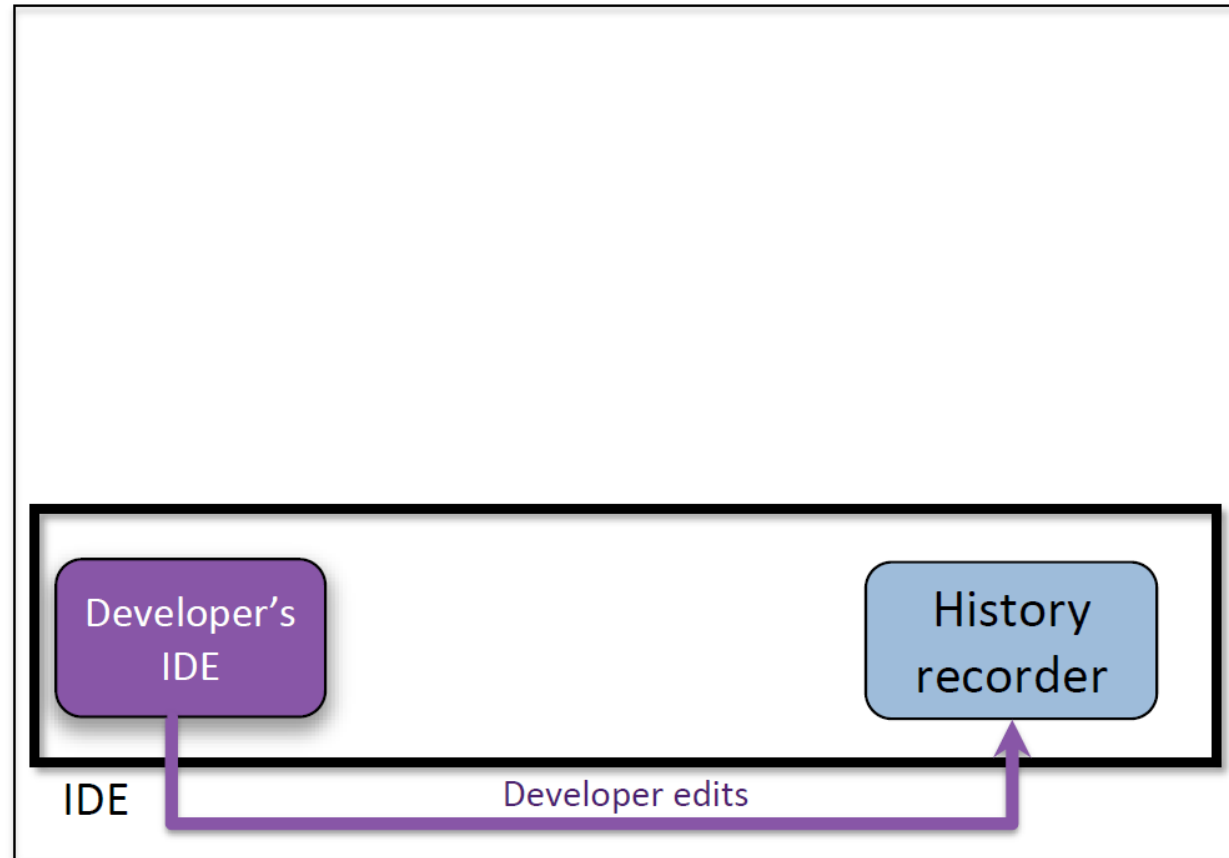 Developer’s
IDE
History
recorder
IDE
Developer edits